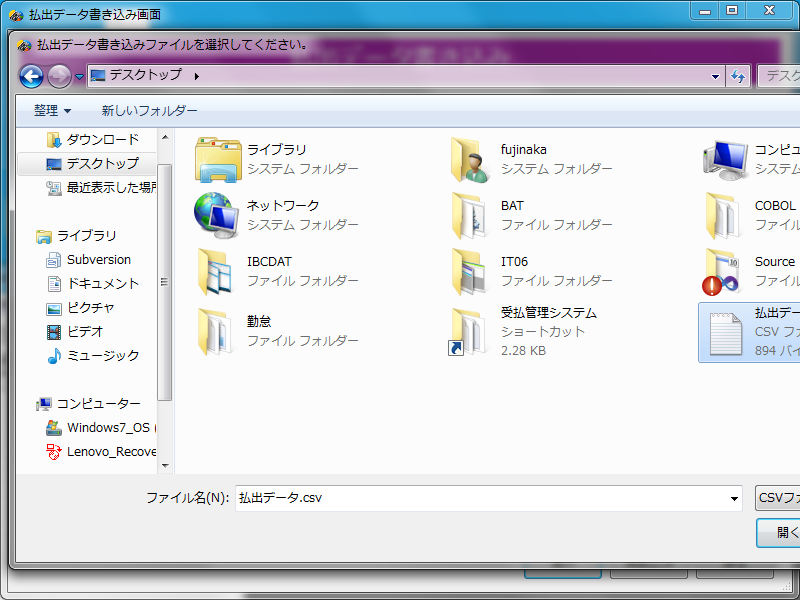 払出データ書き込み画面
払出データ書き込みファイルを選択してください。
デスクトップ
デスク
整理
新しいフォルダー
ダウンロード
デスクトップ
最近表示した場所
ライブラリ
Subversion
ドキュメント
ピクチャ
ビデオ
ミュージック
コンピューター
Windows7_OS (
Lenovo_Recove
ライブラリ
システム フォルダー
fujinaka
システム フォルダー
コンピュ
システム
ネットワーク
システム フォルダー
BAT
ファイル フォルダー
COBOL
ファイル
IBCDAT
ファイル フォルダー
IT06
ファイル フォルダー
Source
ファイル
勤怠
ファイル フォルダー
受払管理システム
ショートカット
2.28 KB
払出デー
CSV ファ
894 バイ
ファイル名(N):
払出データ.csv
CSVファ
開く